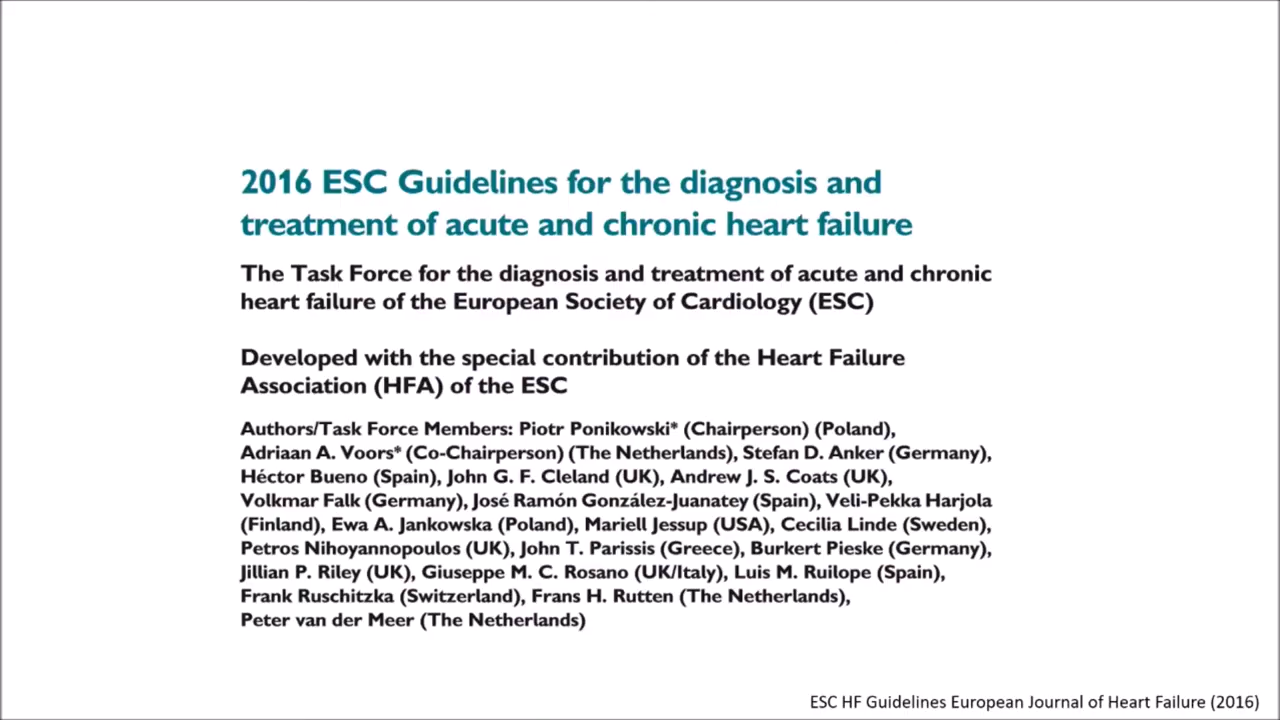 2016 ESC Guidelines for the diagnosis and
treatment of acute and chronic heart failure
The Task Force for the diagnosis and treatment of acute and chronic
heart failure of the European Society of Cardiology (ESC)
Developed with the special contribution of the Heart Failure
Association (HFA) of the ESC
Authors/Task Force Members: Piotr Ponikowski* (Chairperson) (Poland),
Adriaan A. Voors* (Co-Chairperson) (The Netherlands), Stefan D. Anker (Germany),
Héctor Bueno (Spain), John G. F. Cleland (UK), Andrew J. S. Coats (UK),
Volkmar Falk (Germany), José Ramón González-Juanatey (Spain), Veli-Pekka Harjola
(Finland), Ewa A. Jankowska (Poland), Mariell Jessup (USA), Cecilia Linde (Sweden),
Petros Nihoyannopoulos (UK), John T. Parissis (Greece), Burkert Pieske (Germany),
Jillian P. Riley (UK), Giuseppe M. C. Rosano (UK/Italy), Luis M. Ruilope (Spain),
Frank Ruschitzka (Switzerland), Frans H. Rutten (The Netherlands),
Peter van der Meer (The Netherlands)
ESC HF Guidelines European Journal of Heart Failure (2016)